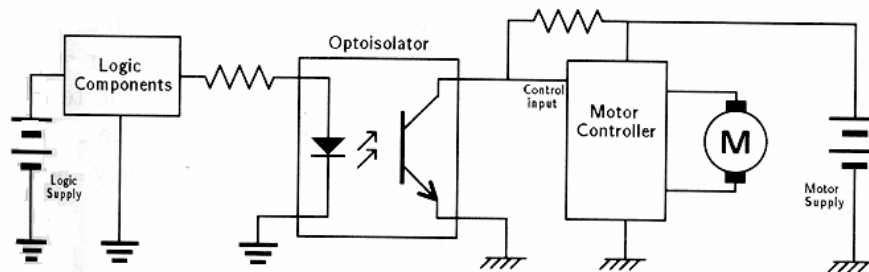 Optoisolator
Logic
Components
Control
input
Motor
Controller
M
Logic
Supply
Motor
Supply